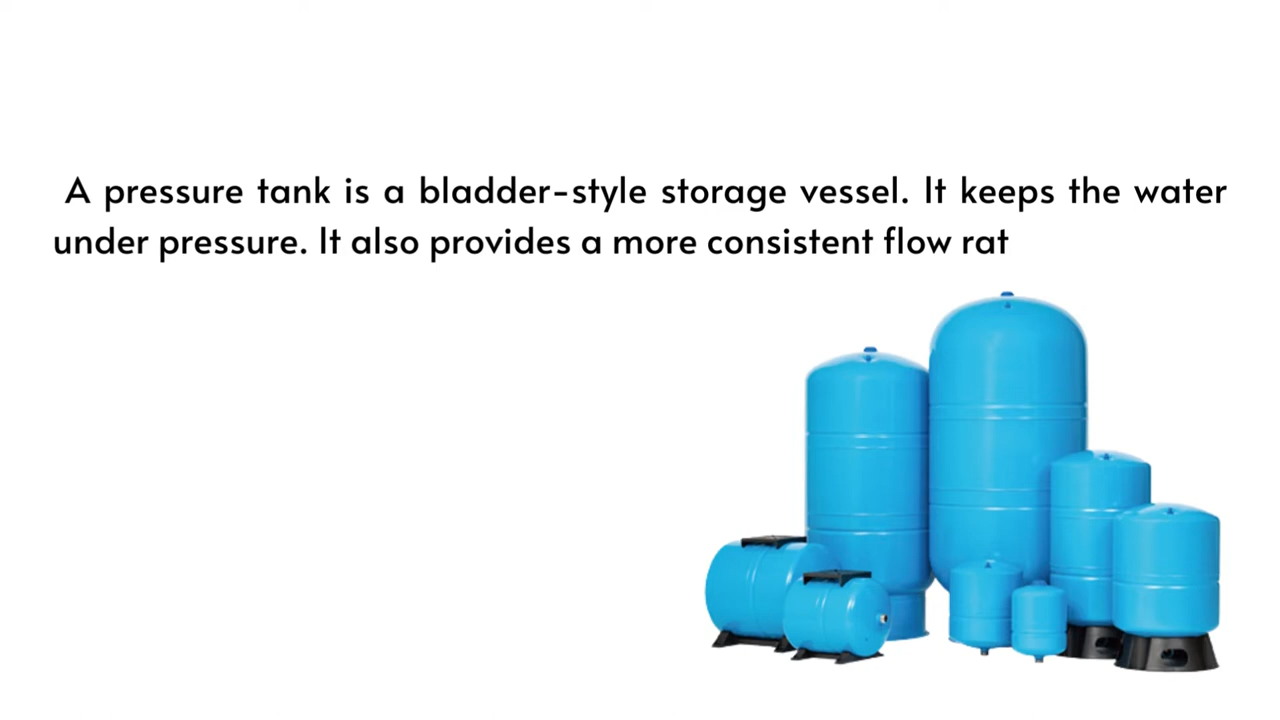 A pressure tank is a bladder-style storage vessel. It keeps the water
under pressure. It also provides a more consistent flow rat